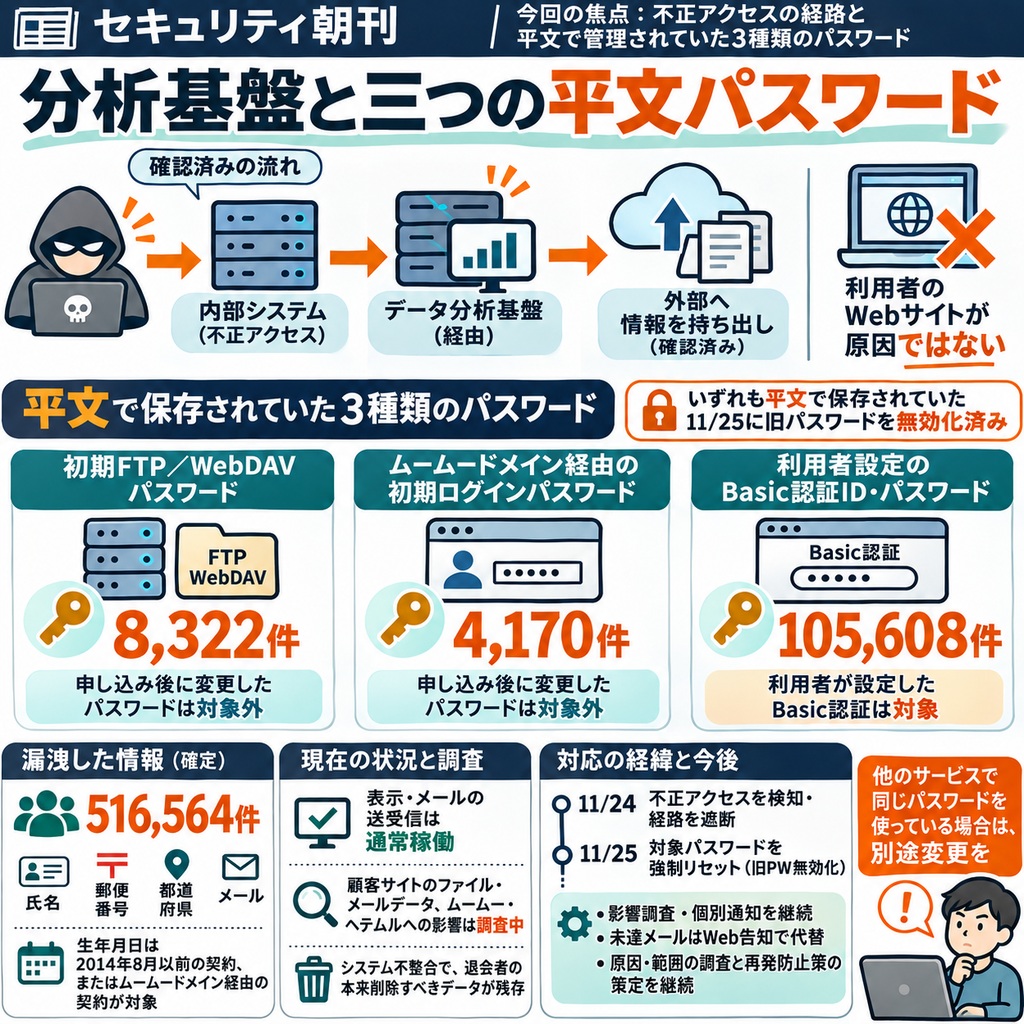 セキュリティ朝刊
今回の焦点：不正アクセスの経路と
平文で管理されていた3種類のパスワード
分析基盤と三つの平文パスワード
確認済みの流れ
内部システム
(不正アクセス)
データ分析基盤
(経由)
外部へ
情報を持ち出し
(確認済み)
利用者の
Webサイトが
原因ではない
平文で保存されていた3種類のパスワード
いずれも平文で保存されていた
11/25に旧パスワードを無効化済み
初期FTP／WebDAV
パスワード
FTP
WebDAV
8,322件
申し込み後に変更した
パスワードは対象外
ムームードメイン経由の
初期ログインパスワード
4,170件
申し込み後に変更した
パスワードは対象外
利用者設定の
Basic認証ID・パスワード
Basic認証
105,608件
利用者が設定した
Basic認証は対象
漏洩した情報（確定）
516,564件
氏名
郵便
番号
都道
府県
メール
生年月日は
2014年8月以前の契約、
またはムームードメイン経由の
契約が対象
現在の状況と調査
表示・メールの
送受信は
通常稼働
顧客サイトのファイル・
メールデータ、ムームー・
ヘテムルへの影響は調査中
システム不整合で、退会者の
本来削除すべきデータが残存
対応の経緯と今後
11/24 不正アクセスを検知・
経路を遮断
11/25 対象パスワードを
強制リセット（旧PW無効化）
・影響調査・個別通知を継続
・未達メールはWeb告知で代替
・原因・範囲の調査と再発防止策の
策定を継続
他のサービスで
同じパスワードを
使っている場合は、
別途変更を
!